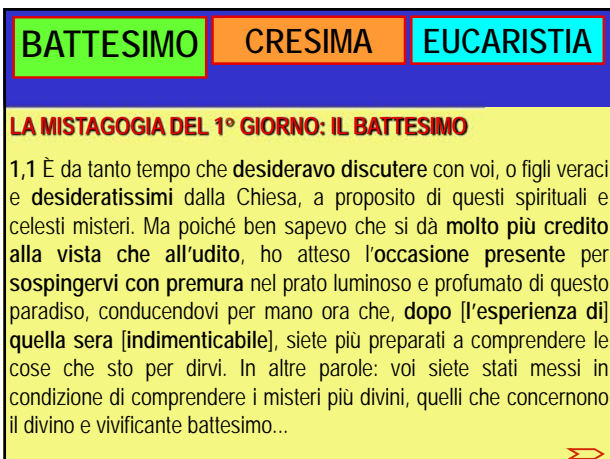 BATTESIMO CRESIMA EUCARISTIA
LA MISTAGOGIA DEL 1° GIORNO: IL BATTESIMO
1,1 È da tanto tempo che desideravo discutere con voi, o figli veraci
e desideratissimi dalla Chiesa, a proposito di questi spirituali e
celesti misteri. Ma poiché ben sapevo che si dà molto più credito
alla vista che all'udito, ho atteso l'occasione presente per
sospingervi con premura nel prato luminoso e profumato di questo
paradiso, conducendovi per mano ora che, dopo [l'esperienza di]
quella sera [indimenticabile], siete più preparati a comprendere le
cose che sto per dirvi. In altre parole: voi siete stati messi in
condizione di comprendere i misteri più divini, quelli che concernono
il divino e vivificante battesimo...